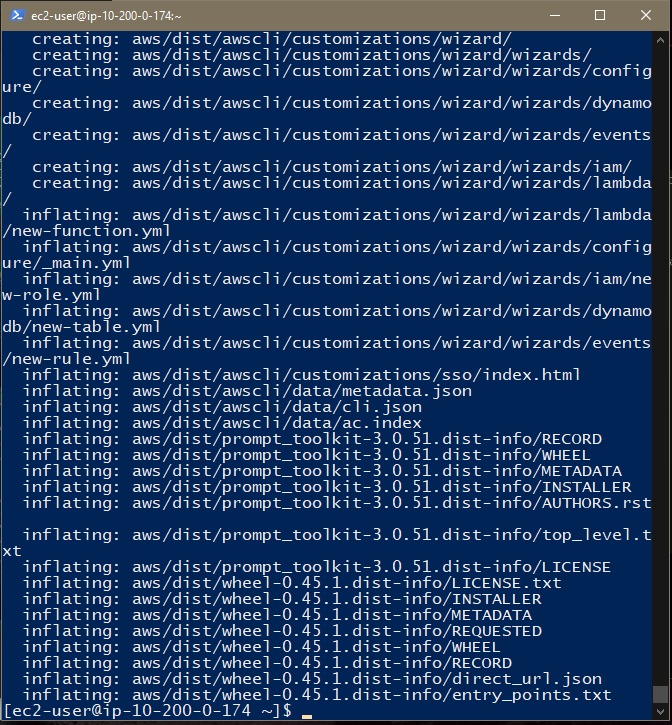 ec2-user@ip-10-200-0-174:~
creating: aws/dist/awscli/customizations/wizard/
creating: aws/dist/awscli/customizations/wizard/wizards/
creating: aws/dist/awscli/customizations/wizard/wizards/config
ure/
creating: aws/dist/awscli/customizations/wizard/wizards/dynamo
db/
creating: aws/dist/awscli/customizations/wizard/wizards/events
/
creating: aws/dist/awscli/customizations/wizard/wizards/iam/
creating: aws/dist/awscli/customizations/wizard/wizards/lambda
/
inflating: aws/dist/awscli/customizations/wizard/wizards/lambda
/new-function.yml
inflating: aws/dist/awscli/customizations/wizard/wizards/config
ure/_main.yml
inflating: aws/dist/awscli/customizations/wizard/wizards/iam/ne
w-role.yml
inflating: aws/dist/awscli/customizations/wizard/wizards/dynamo
db/new-table.yml
inflating: aws/dist/awscli/customizations/wizard/wizards/events
/new-rule.yml
inflating: aws/dist/awscli/customizations/sso/index.html
inflating: aws/dist/awscli/data/metadata.json
inflating: aws/dist/awscli/data/cli.json
inflating: aws/dist/awscli/data/ac.index
inflating: aws/dist/prompt_toolkit-3.0.51.dist-info/RECORD
inflating: aws/dist/prompt_toolkit-3.0.51.dist-info/WHEEL
inflating: aws/dist/prompt_toolkit-3.0.51.dist-info/METADATA
inflating: aws/dist/prompt_toolkit-3.0.51.dist-info/INSTALLER
inflating: aws/dist/prompt_toolkit-3.0.51.dist-info/AUTHORS.rst
inflating: aws/dist/prompt_toolkit-3.0.51.dist-info/top_level.t
xt
inflating: aws/dist/prompt_toolkit-3.0.51.dist-info/LICENSE
inflating: aws/dist/wheel-0.45.1.dist-info/LICENSE.txt
inflating: aws/dist/wheel-0.45.1.dist-info/INSTALLER
inflating: aws/dist/wheel-0.45.1.dist-info/METADATA
inflating: aws/dist/wheel-0.45.1.dist-info/REQUESTED
inflating: aws/dist/wheel-0.45.1.dist-info/WHEEL
inflating: aws/dist/wheel-0.45.1.dist-info/RECORD
inflating: aws/dist/wheel-0.45.1.dist-info/direct_url.json
inflating: aws/dist/wheel-0.45.1.dist-info/entry_points.txt
[ec2-user@ip-10-200-0-174 ~]$